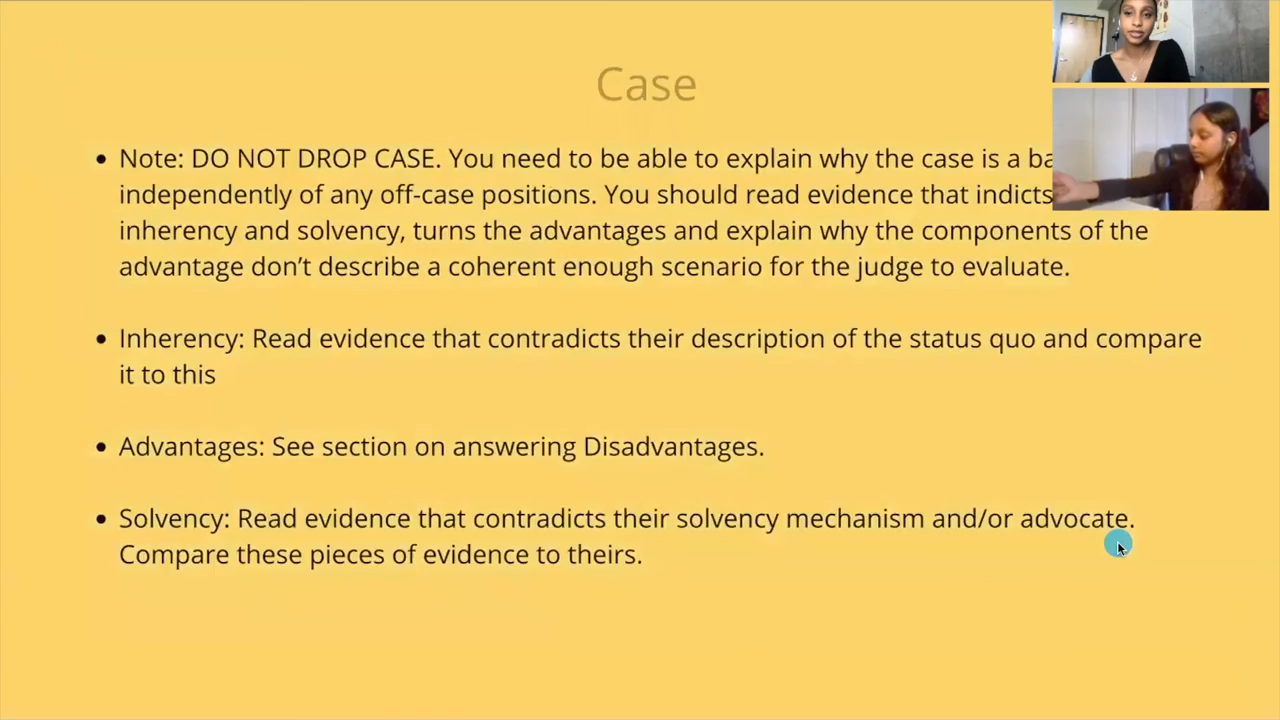 Case
Note: DO NOT DROP CASE. You need to be able to explain why the case is a
independently of any off-case positions. You should read evidence that indicts
inherency and solvency, turns the advantages and explain why the components of the
advantage don’t describe a coherent enough scenario for the judge to evaluate.
Inherency: Read evidence that contradicts their description of the status quo and compare
it to this
Advantages: See section on answering Disadvantages.
Solvency: Read evidence that contradicts their solvency mechanism and/or advocate.
Compare these pieces of evidence to theirs.